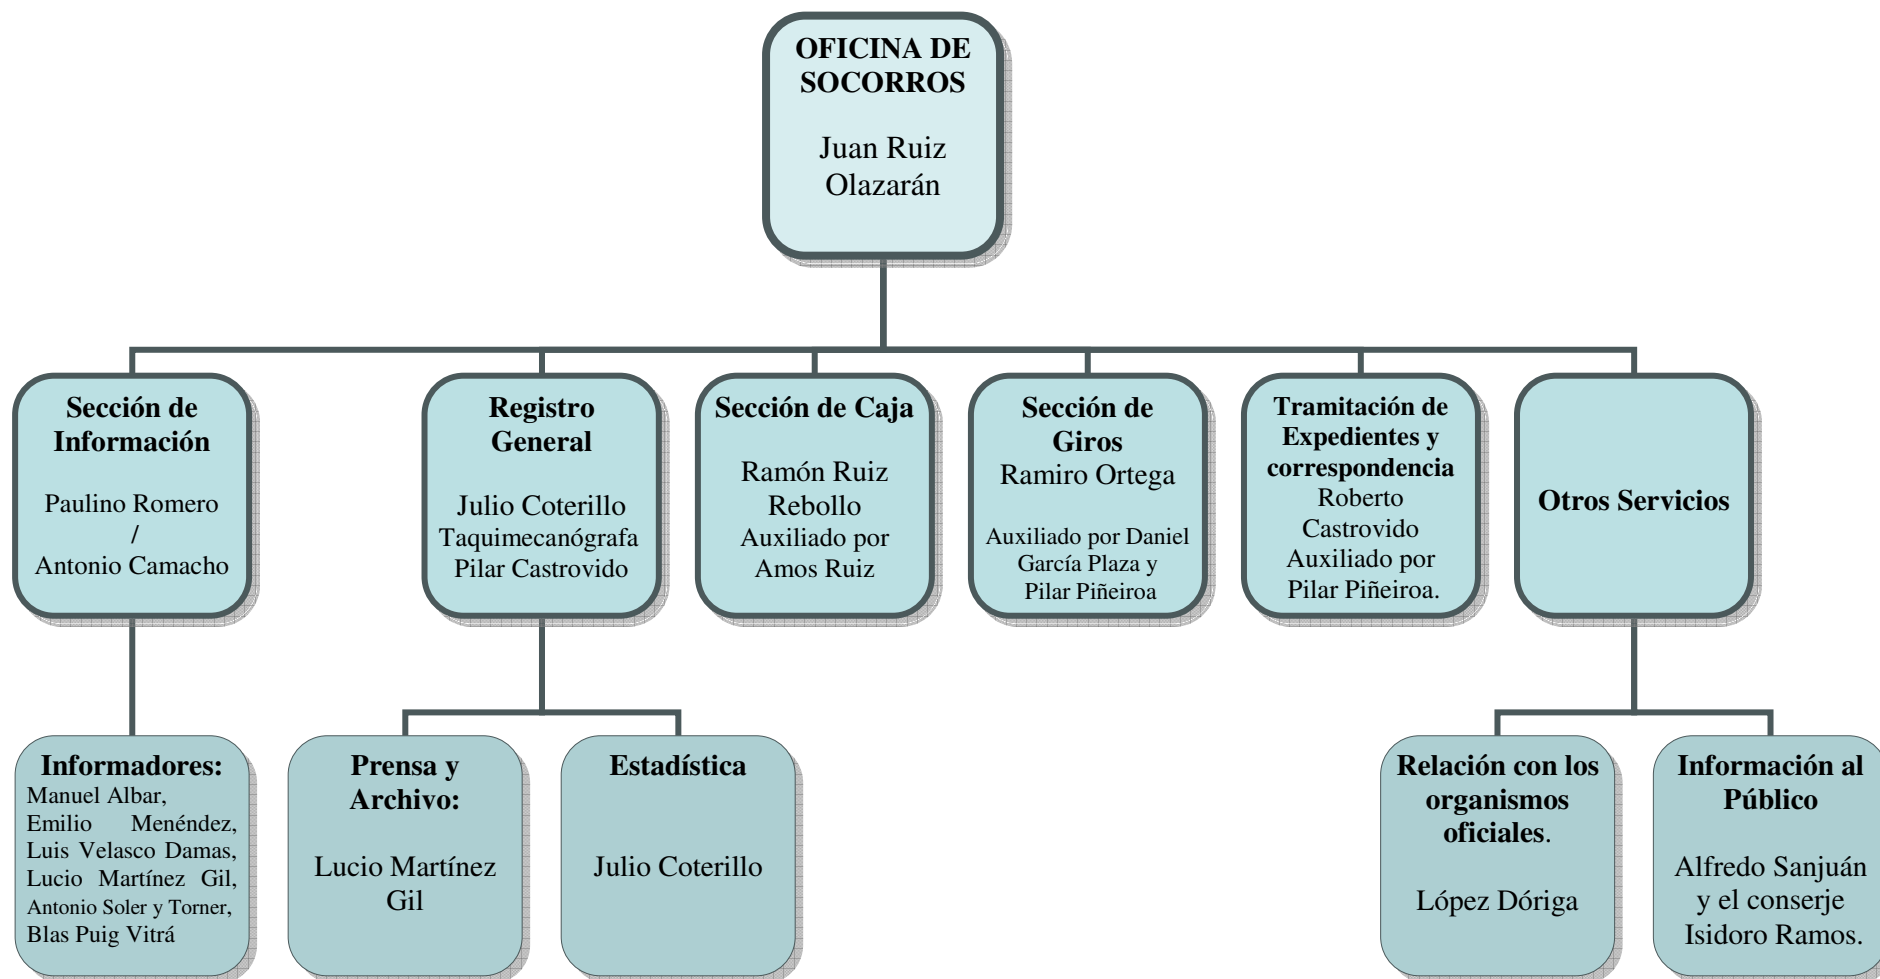 OFICINA DE
SOCORROS
Juan Ruiz
Olazarán
Sección de
Información
Paulino Romero
/
Antonio Camacho
Registro
General
Julio Coterillo
Taquimecanógrafa
Pilar Castrovido
Sección de Caja
Ramón Ruiz
Rebollo
Auxiliado por
Amos Ruiz
Sección de
Giros
Ramiro Ortega
Auxiliado por Daniel
García Plaza y
Pilar Piñeiroa
Tramitación de
Expedientes y
correspondencia
Roberto
Castrovido
Auxiliado por
Pilar Piñeiroa.
Otros Servicios
Informadores:
Manuel Albar,
Emilio Menéndez,
Luis Velasco Damas,
Lucio Martínez Gil,
Antonio Soler y Torner,
Blas Puig Vitrá
Prensa y
Archivo:
Lucio Martínez
Gil
Estadística
Julio Coterillo
Relación con los
organismos
oficiales.
López Dóriga
Información al
Público
Alfredo Sanjuán
y el conserje
Isidoro Ramos.